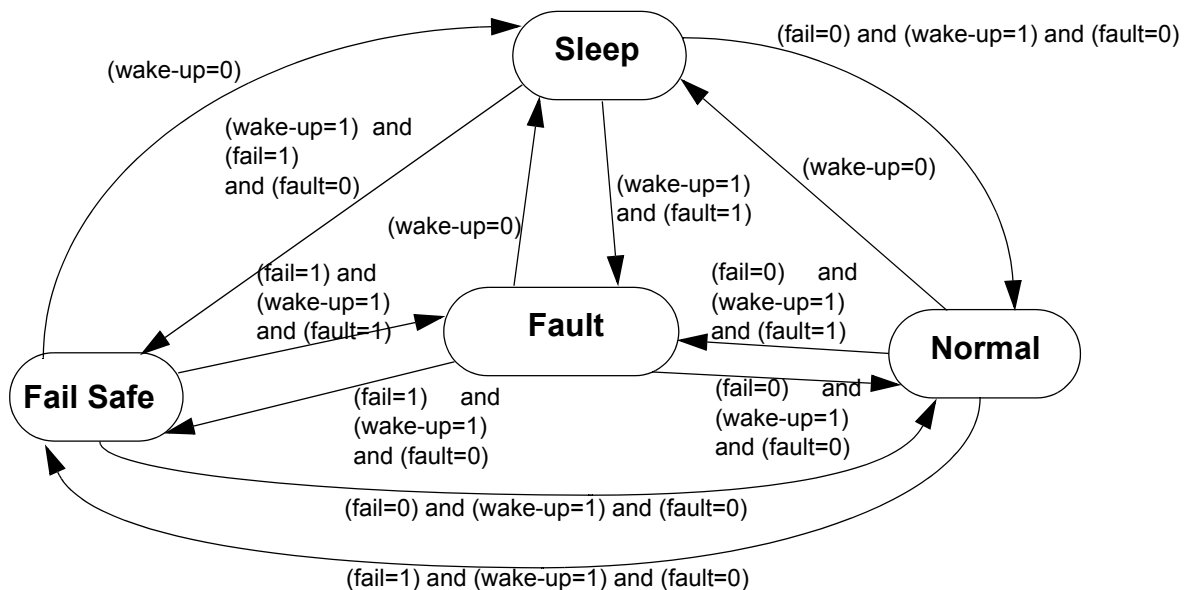 Sleep
(fail=0) and (wake-up=1) and (fault=0)
(wake-up=0)
(wake-up=1) and
(fail=1)
and (fault=0)
(wake-up=1)
and (fault=1)
(wake-up=0)
(wake-up=0)
(fail=1) and
(wake-up=1)
and (fault=1)
(fail=0) and
(wake-up=1)
and (fault=1)
Fault
Normal
Fail Safe
(fail=1) and
(wake-up=1)
and (fault=0)
(fail=0) and
(wake-up=1)
and (fault=0)
(fail=0) and (wake-up=1) and (fault=0)
(fail=1) and (wake-up=1) and (fault=0)